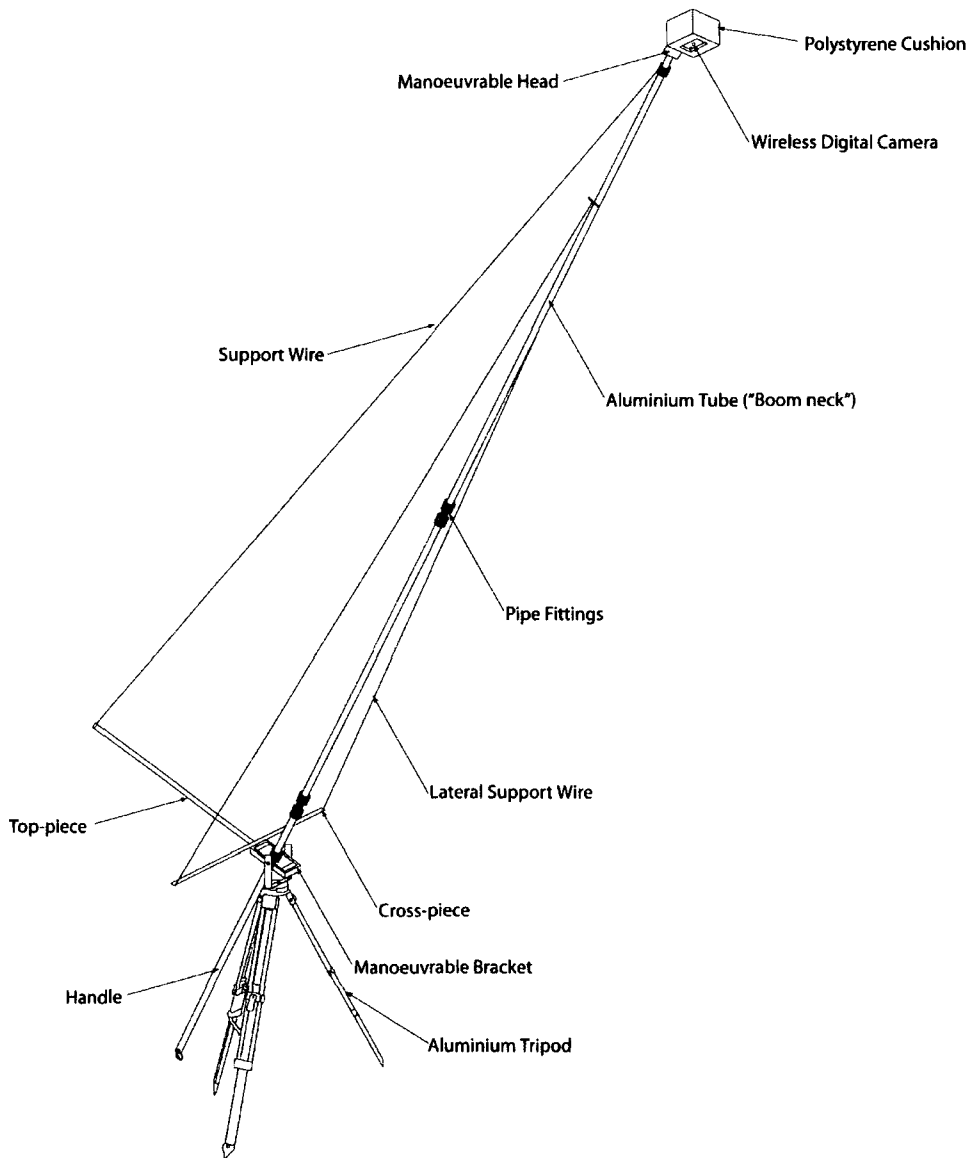 Polystyrene Cushion
Manoeuvrable Head
Wireless Digital Camera
Support Wire
Aluminium Tube ("Boom neck")
Pipe Fittings
Lateral Support Wire
Top-piece
Cross-piece
Manoeuvrable Bracket
Handle
Aluminium Tripod